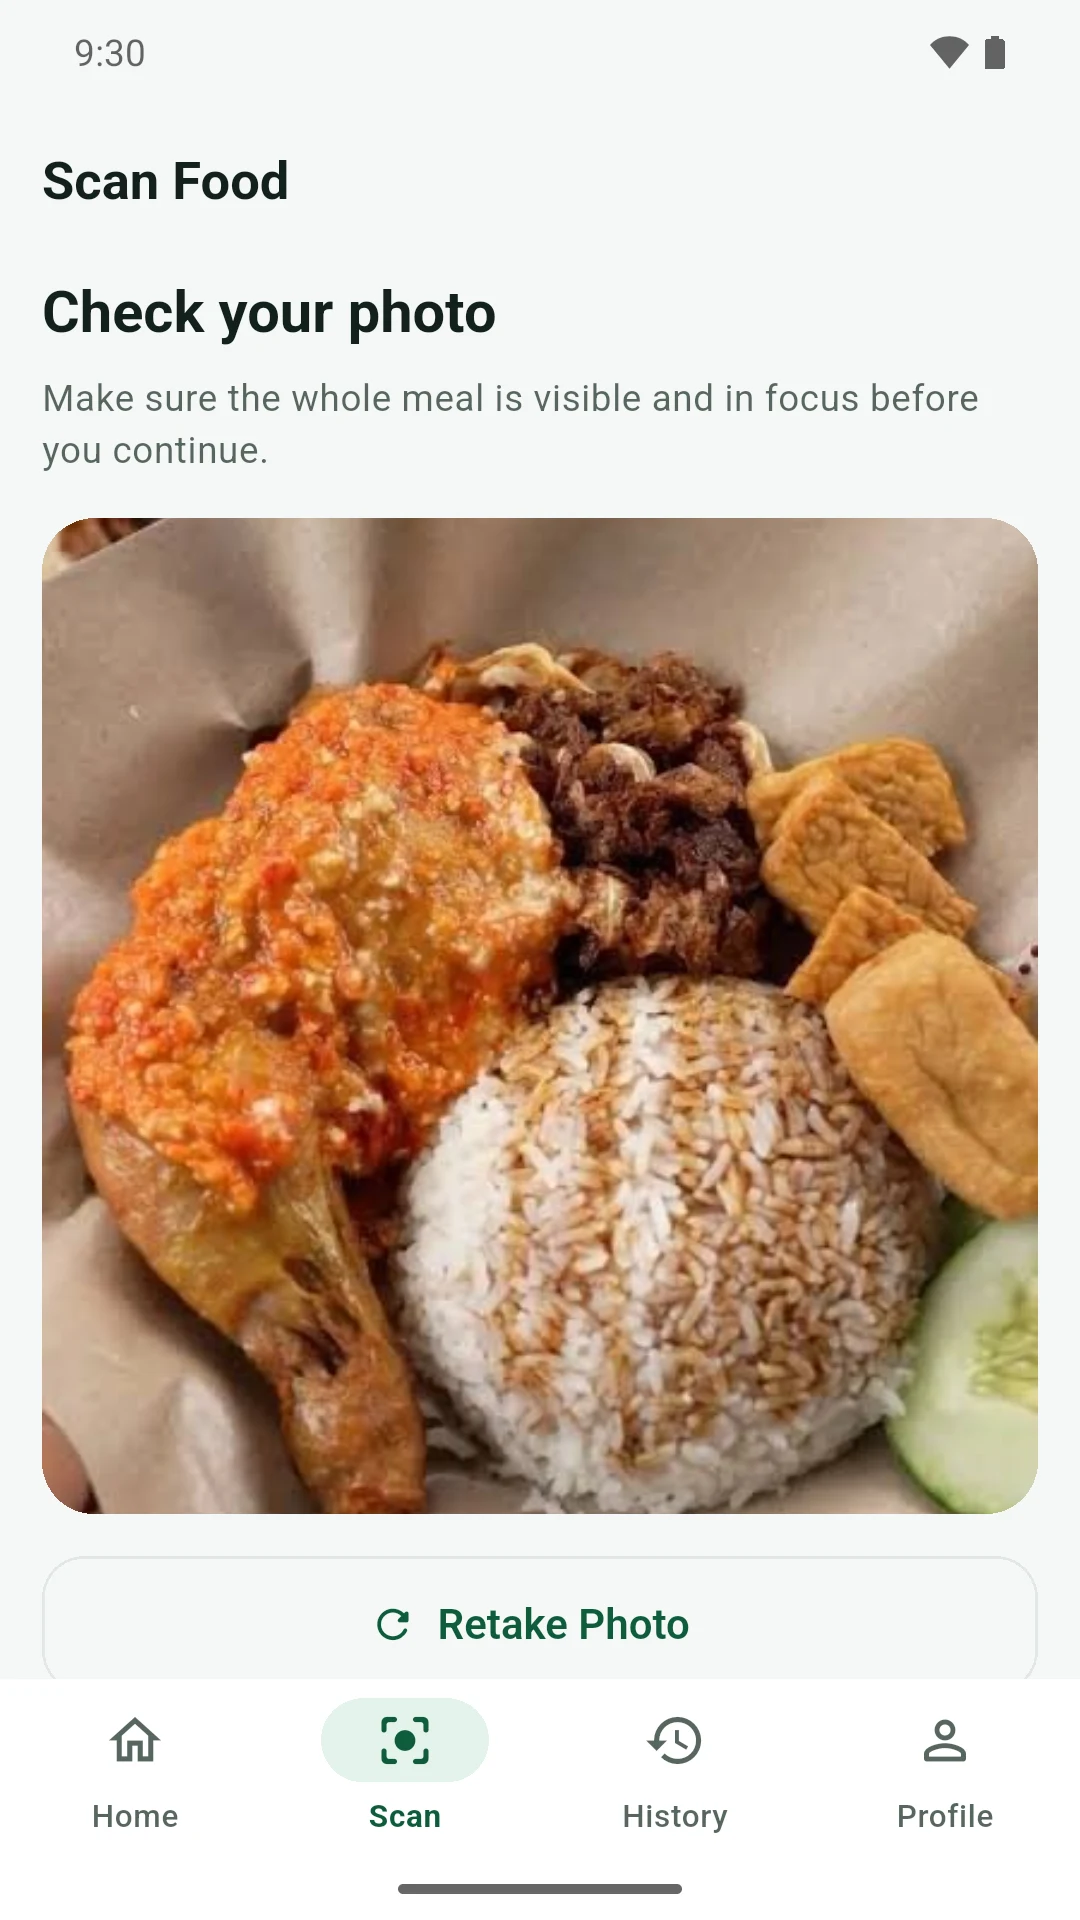 9:30
Scan Food
Check your photo
Make sure the whole meal is visible and in focus before
you continue.
Retake Photo
Home
Scan
History
Profile